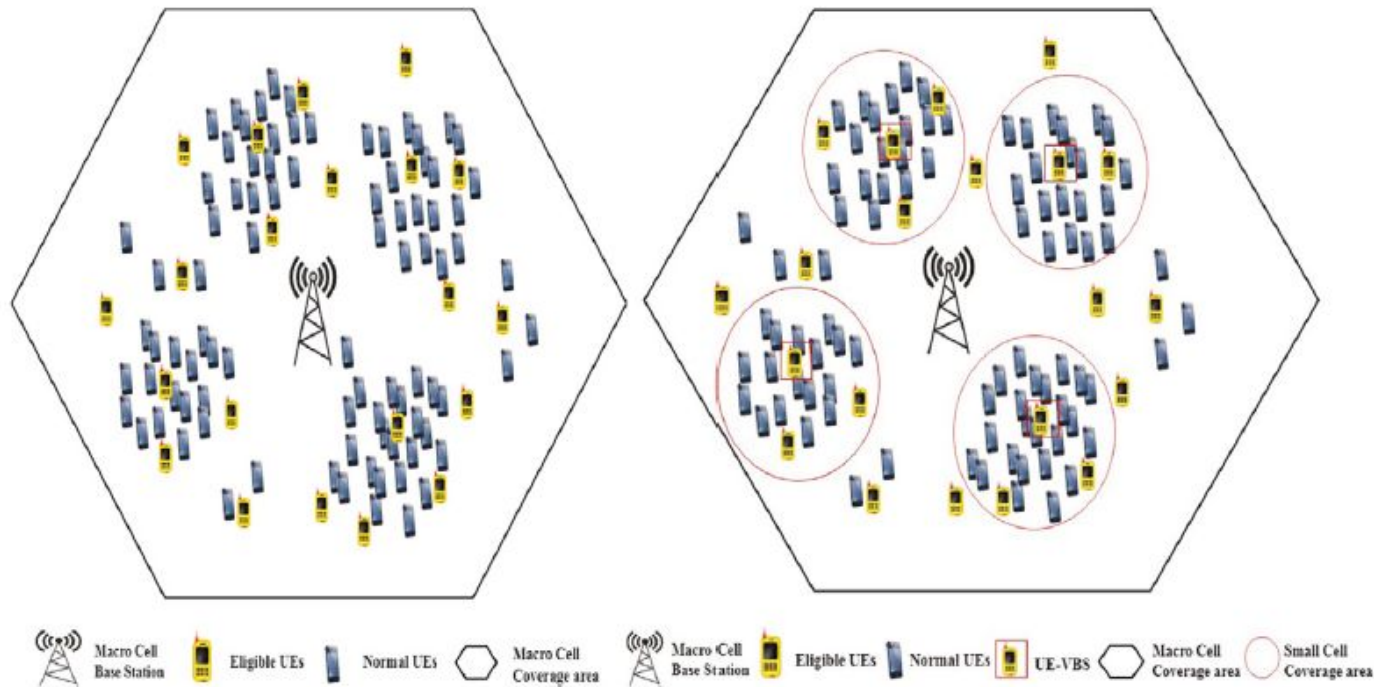 Macro Cell
Base Station
Eligible UEs
Normal UEs
Macro Cell
Coverage area
Macro Cell
Base Station
Eligible UEs
Normal UEs
UE-VBS
Macro Cell
Coverage area
Small Cell
Coverage area